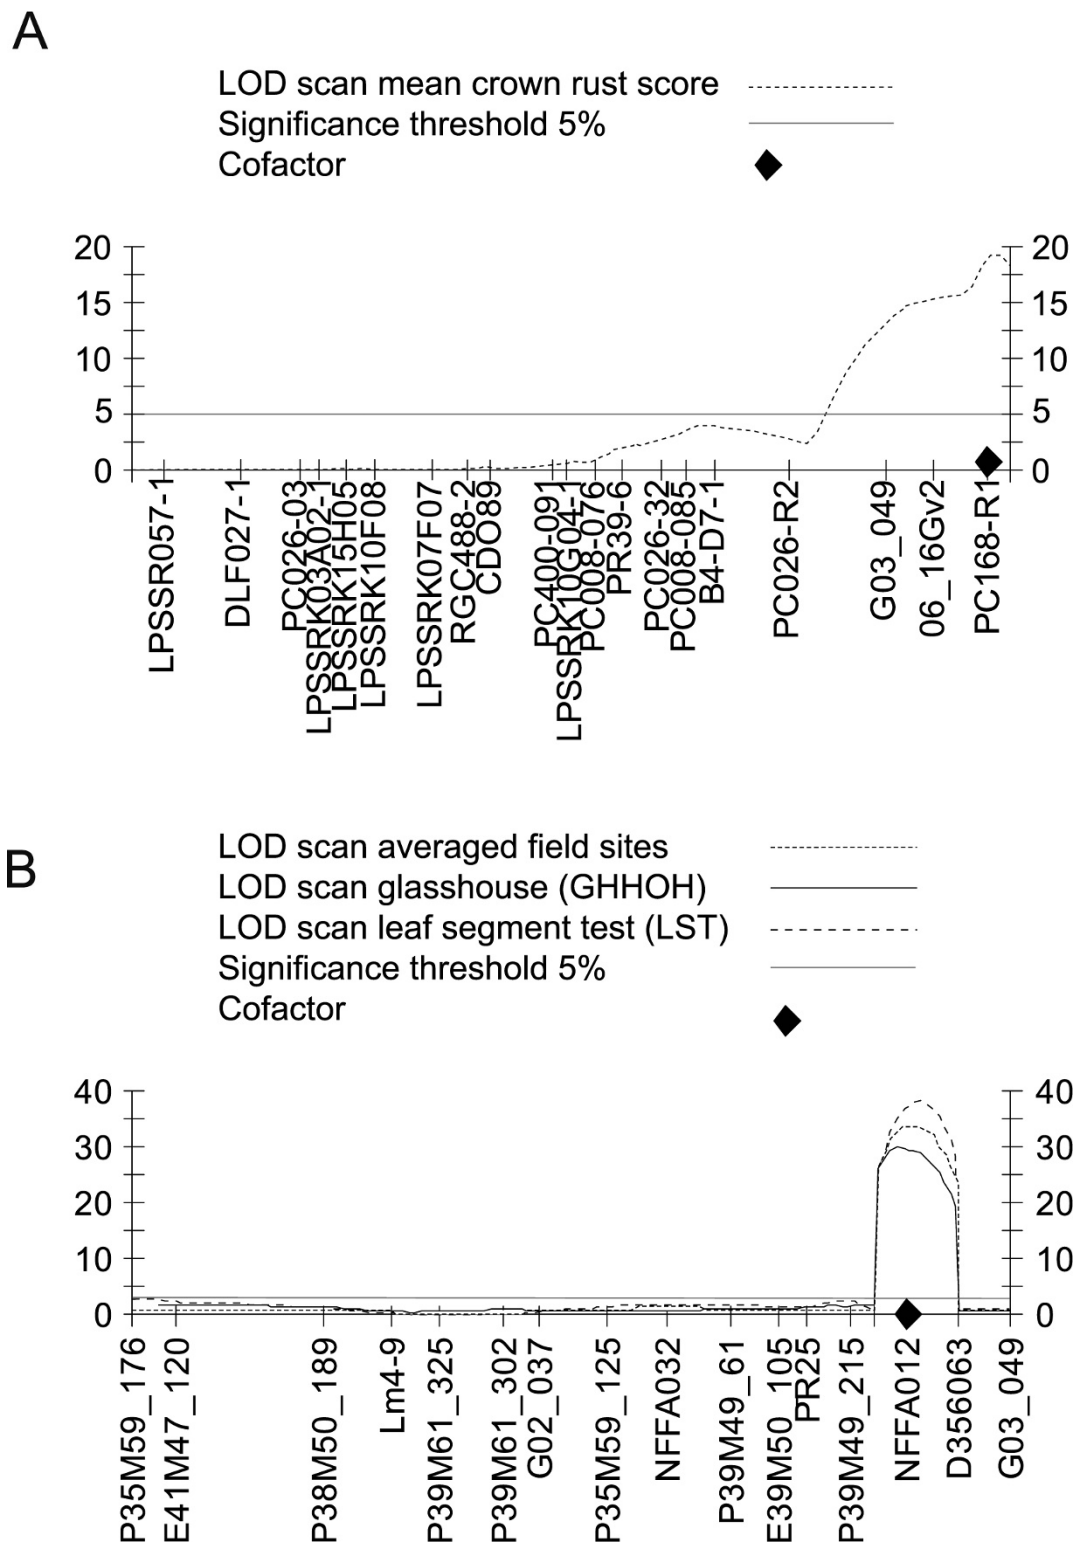 A
LOD scan mean crown rust score
Significance threshold 5%
Cofactor
20 20
15 15
10 10
5 5
0 0
LPSSR057-1
DLF027-1
PC026-03
LPSSRK03A02-1
LPSSRK15H05
LPSSRK10F08
LPSSRK07F07
RGC488-2
CDO89
PC400-091
LPSSRK10G04-1
PC008-076
PR39-6
PC026-32
PC008-085
B4-D7-1
PC026-R2
G03_049
06_16Gv2
PC168-R1
B
LOD scan averaged field sites
LOD scan glasshouse (GHHOH)
LOD scan leaf segment test (LST)
Significance threshold 5%
Cofactor
40 40
30 30
20 20
10 10
0 0
P35M59_176
E41M47_120
P38M50_189
Lm4-9
P39M61_325
P39M61_302
G02_037
P35M59_125
NFFA032
P39M49_61
E39M50_105
PR25
P39M49_215
NFFA012
D356063
G03_049